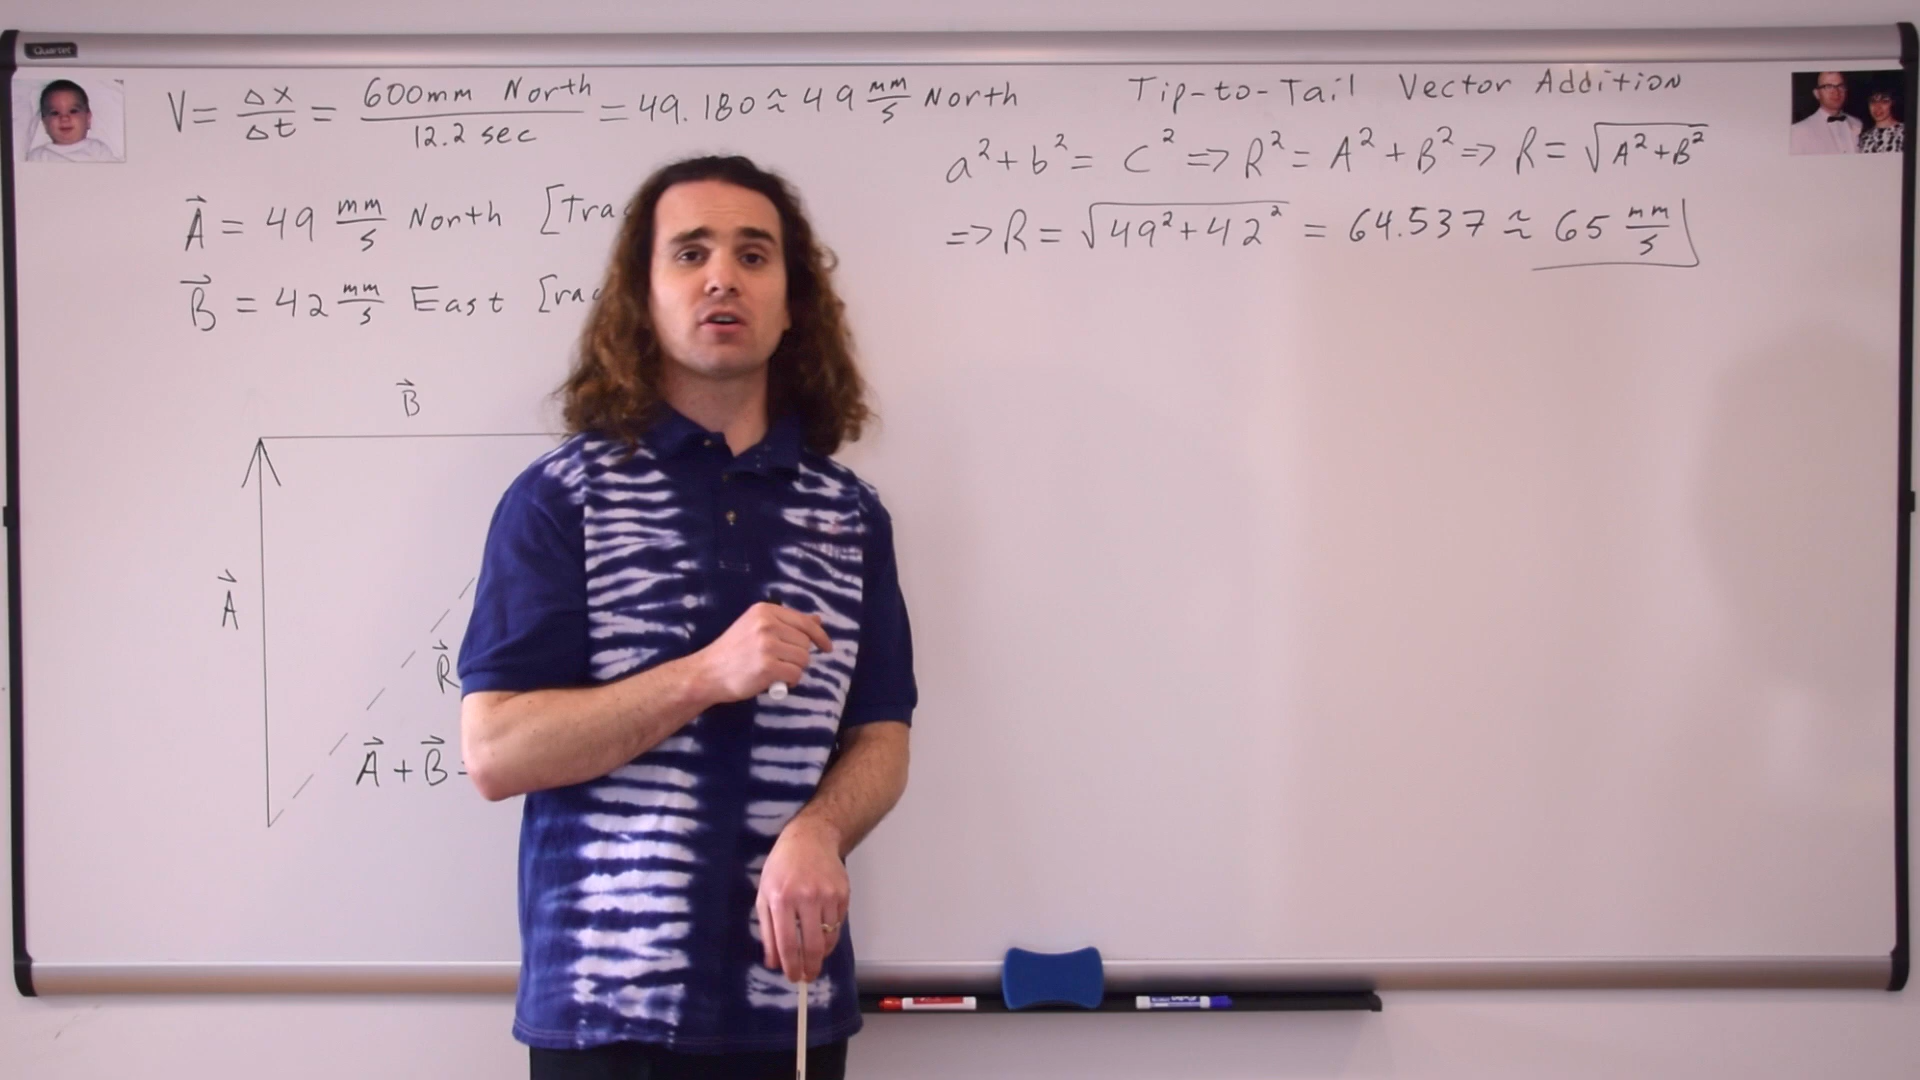 Quartet
V = Δx/Δt = 600mm North/12.2 sec = 49.180 ≈ 49 mm/s North
A⃗ = 49 mm/s North [Tra
B⃗ = 42 mm/s East [rac
B⃗
A⃗
R⃗
A⃗ + B⃗
Tip-to-Tail Vector Addition
a² + b² = c² => R² = A² + B² => R = √A² + B²
=> R = √49² + 42² = 64.537 ≈ 65 mm/s